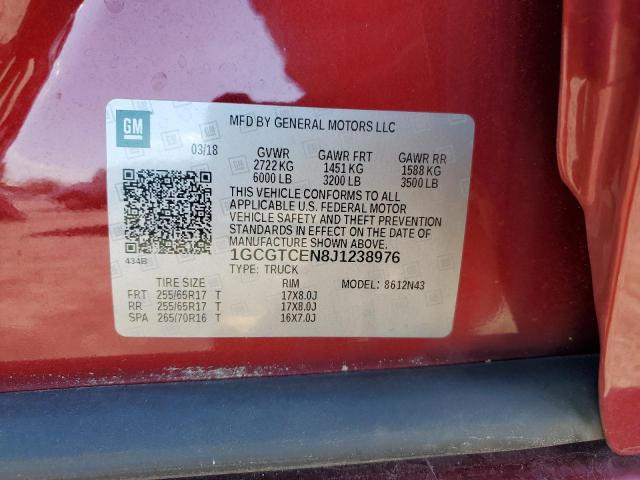 GM
MFD BY GENERAL MOTORS LLC
03/18
GVWR GAWR FRT GAWR RR
2722 KG 1451 KG 1588 KG
6000 LB 3200 LB 3500 LB
THIS VEHICLE CONFORMS TO ALL
APPLICABLE U.S. FEDERAL MOTOR
VEHICLE SAFETY AND THEFT PREVENTION
STANDARDS IN EFFECT ON THE DATE OF
MANUFACTURE SHOWN ABOVE.
434B
1GCGTCEN8J1238976
TYPE: TRUCK
TIRE SIZE RIM MODEL: 8612N43
FRT 255/65R17 T 17X8.0J
RR 255/65R17 T 17X8.0J
SPA 265/70R16 T 16X7.0J